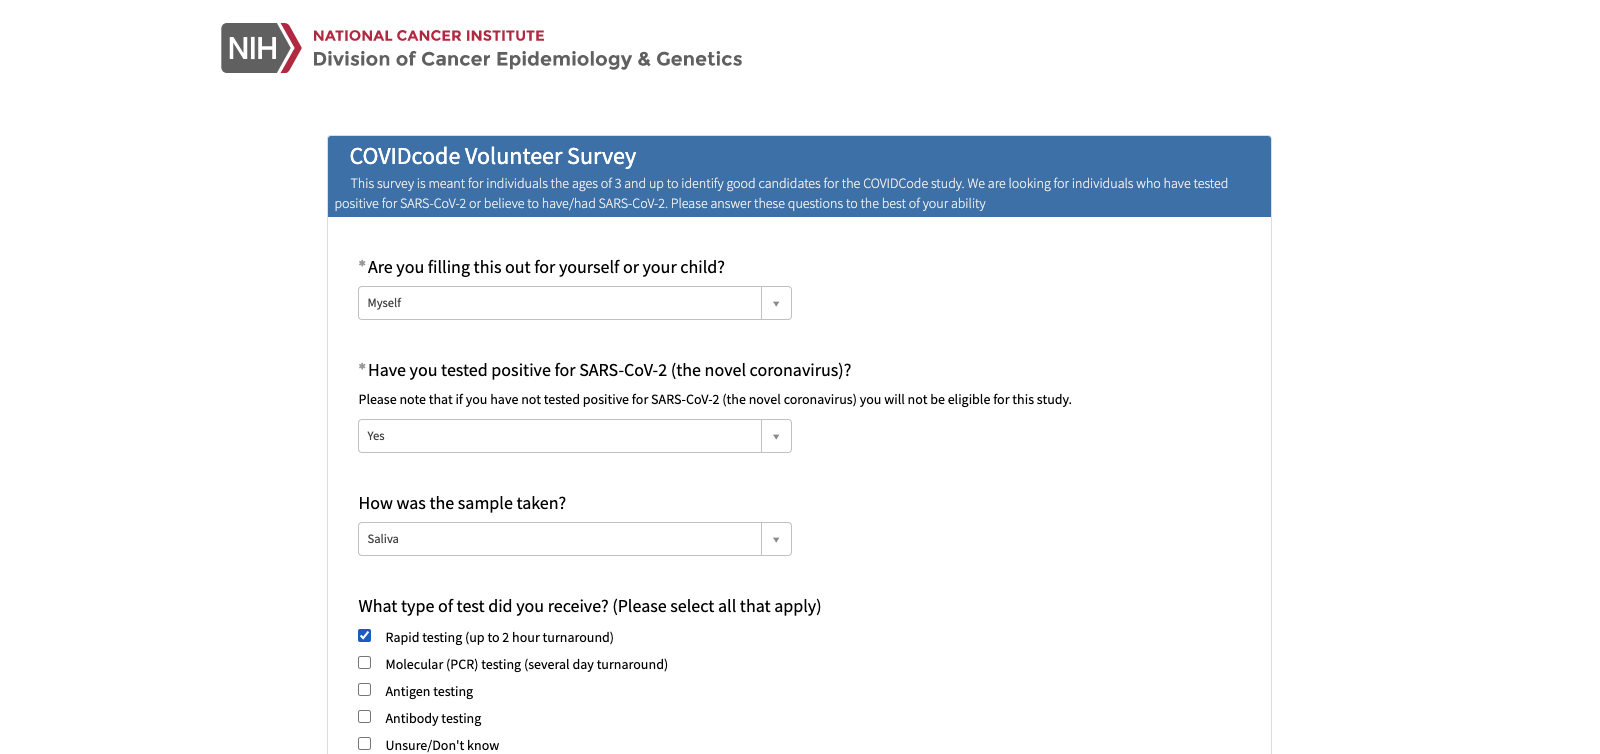 NIH
NATIONAL CANCER INSTITUTE
Division of Cancer Epidemiology & Genetics
COVIDcode Volunteer Survey
This survey is meant for individuals the ages of 3 and up to identify good candidates for the COVIDCode study. We are looking for individuals who have tested
positive for SARS-CoV-2 or believe to have/had SARS-CoV-2. Please answer these questions to the best of your ability
* Are you filling this out for yourself or your child?
Myself
* Have you tested positive for SARS-CoV-2 (the novel coronavirus)?
Please note that if you have not tested positive for SARS-CoV-2 (the novel coronavirus) you will not be eligible for this study.
Yes
How was the sample taken?
Saliva
What type of test did you receive? (Please select all that apply)
Rapid testing (up to 2 hour turnaround)
Molecular (PCR) testing (several day turnaround)
Antigen testing
Antibody testing
Unsure/Don't know